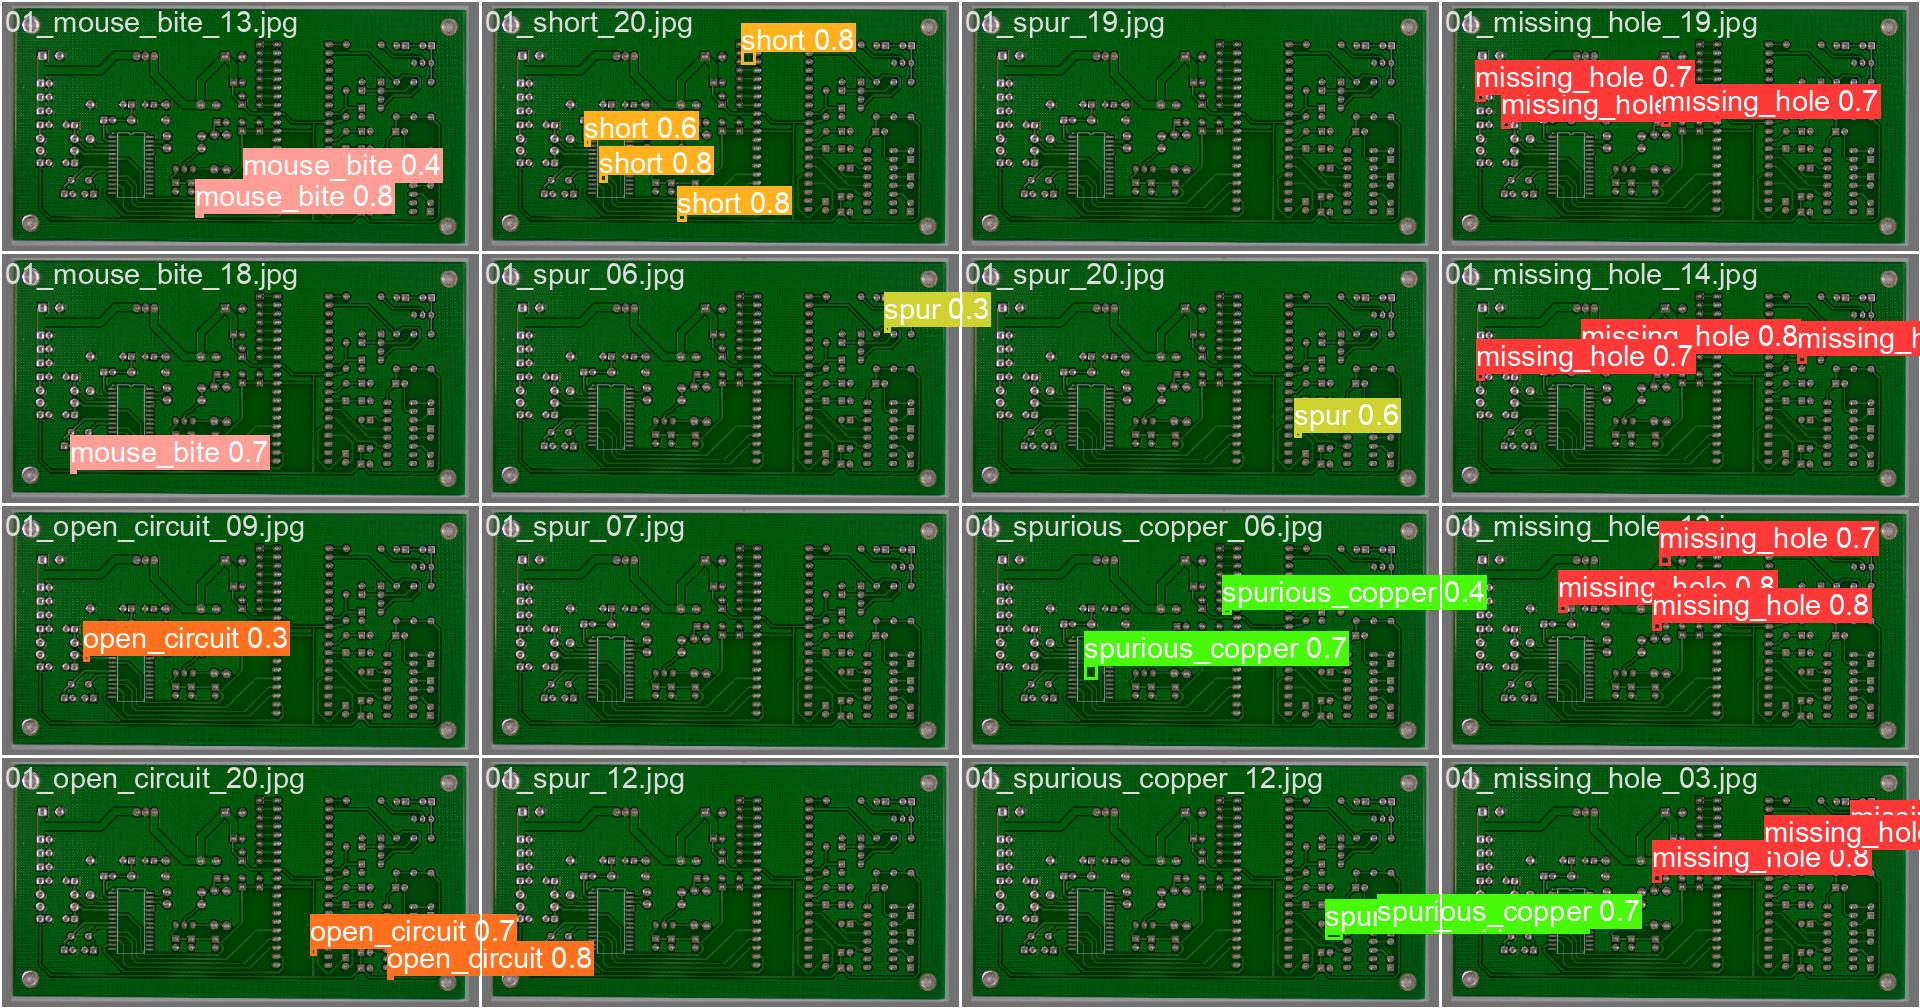 01_mouse_bite_13.jpg
mouse_bite 0.4
mouse_bite 0.8
01_short_20.jpg
short 0.8
short 0.6
short 0.8
short 0.8
01_spur_19.jpg
01_missing_hole_19.jpg
missing_hole 0.7
missing_hole
missing_hole 0.7
01_mouse_bite_18.jpg
mouse_bite 0.7
01_spur_06.jpg
spur 0.3
01_spur_20.jpg
spur 0.6
01_missing_hole_14.jpg
missing_hole 0.8
missing_h
missing_hole 0.7
01_open_circuit_09.jpg
open_circuit 0.3
01_spur_07.jpg
01_spurious_copper_06.jpg
spurious_copper 0.4
spurious_copper 0.7
01_missing_hole
missing_hole 0.7
missing_hole 0.8
missing_hole 0.8
01_open_circuit_20.jpg
open_circuit 0.7
open_circuit 0.8
01_spur_12.jpg
01_spurious_copper_12.jpg
spu
spurious_copper 0.7
01_missing_hole_03.jpg
missing_hol
missing_hole 0.8